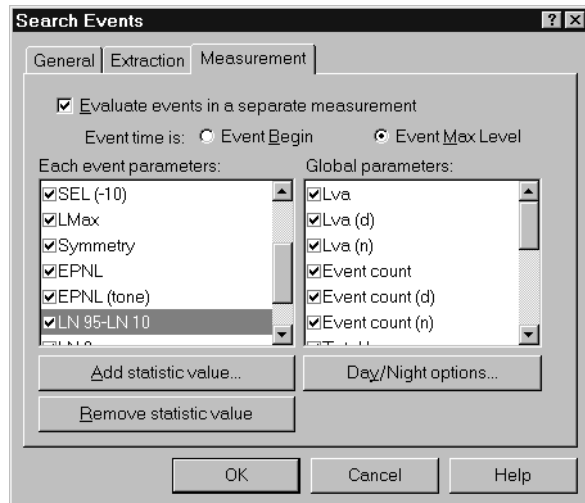 Search Events
General Extraction Measurement
Evaluate events in a separate measurement
Event time is: Event Begin Event Max Level
Each event parameters: Global parameters:
SEL (-10)
LMax
Symmetry
EPNL
EPNL (tone)
LN 95-LN 10
Lva
Lva (d)
Lva (n)
Event count
Event count (d)
Event count (n)
Add statistic value... Day/Night options...
Remove statistic value
OK Cancel Help